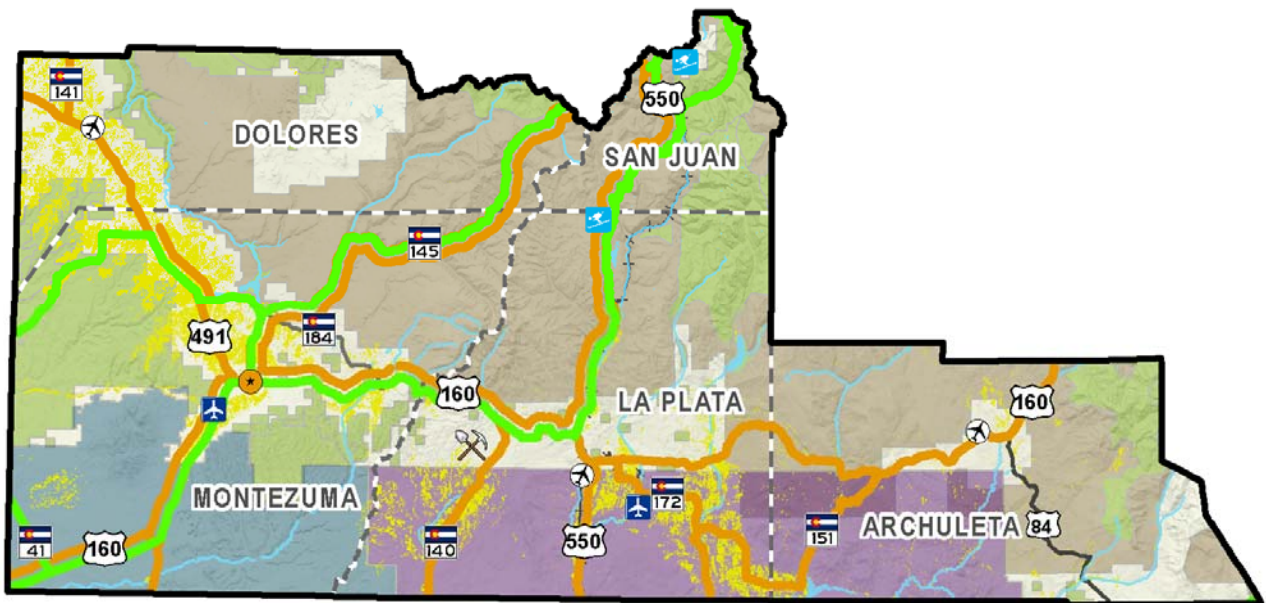 141
550
DOLORES
SAN JUAN
145
491
184
160
LA PLATA
160
MONTEZUMA
172
ARCHULETA
41
160
140
550
151
84